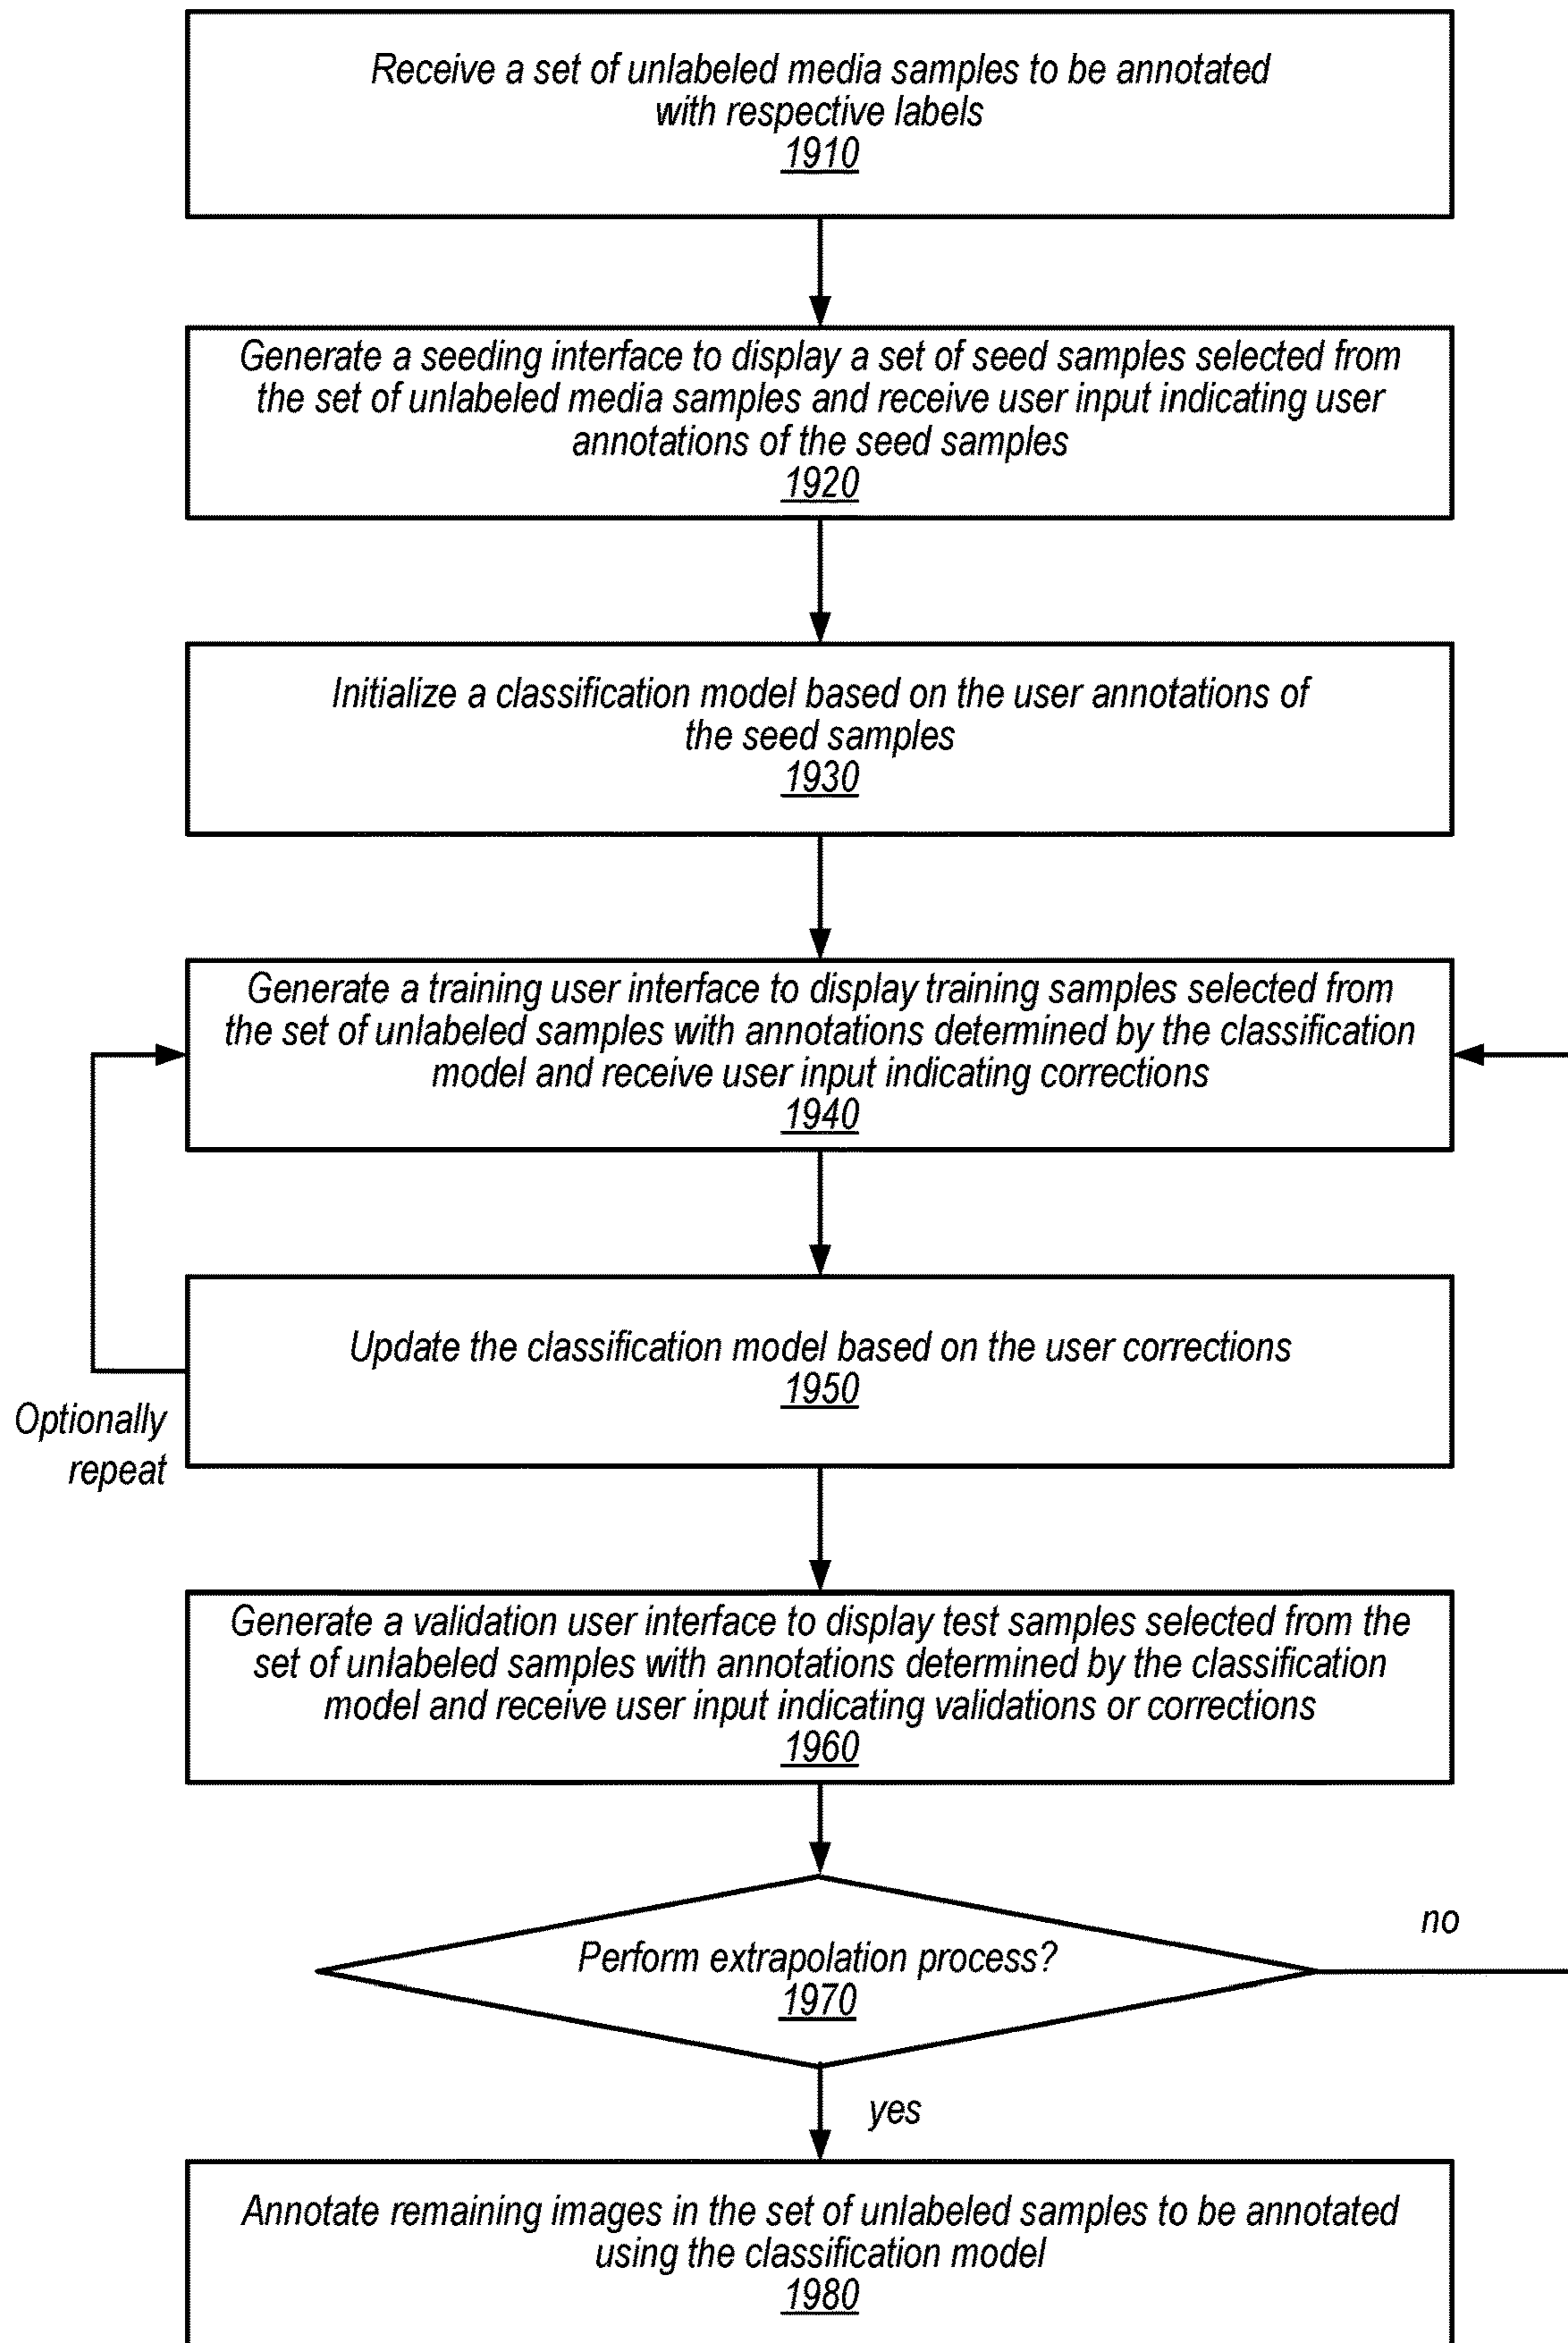 Receive a set of unlabeled media samples to be annotated
with respective labels
1910
Generate a seeding interface to display a set of seed samples selected from
the set of unlabeled media samples and receive user input indicating user
annotations of the seed samples
1920
Initialize a classification model based on the user annotations of
the seed samples
1930
Generate a training user interface to display training samples selected from
the set of unlabeled samples with annotations determined by the classification
model and receive user input indicating corrections
1940
Update the classification model based on the user corrections
1950
Optionally
repeat
Generate a validation user interface to display test samples selected from the
set of unlabeled samples with annotations determined by the classification
model and receive user input indicating validations or corrections
1960
Perform extrapolation process?
1970
no
yes
Annotate remaining images in the set of unlabeled samples to be annotated
using the classification model
1980